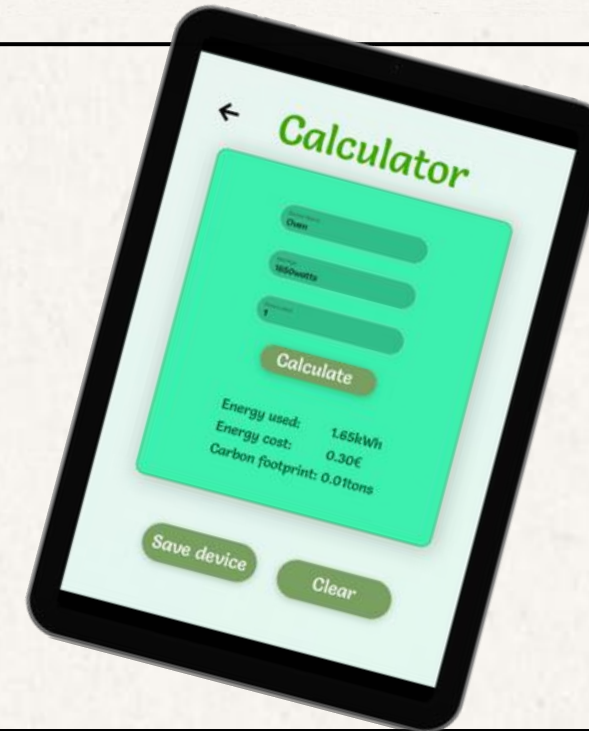 ←
Calculator
Oven
1650watts
1
Calculate
Energy used: 1.65kWh
Energy cost: 0.30€
Carbon footprint: 0.01tons
Save device
Clear